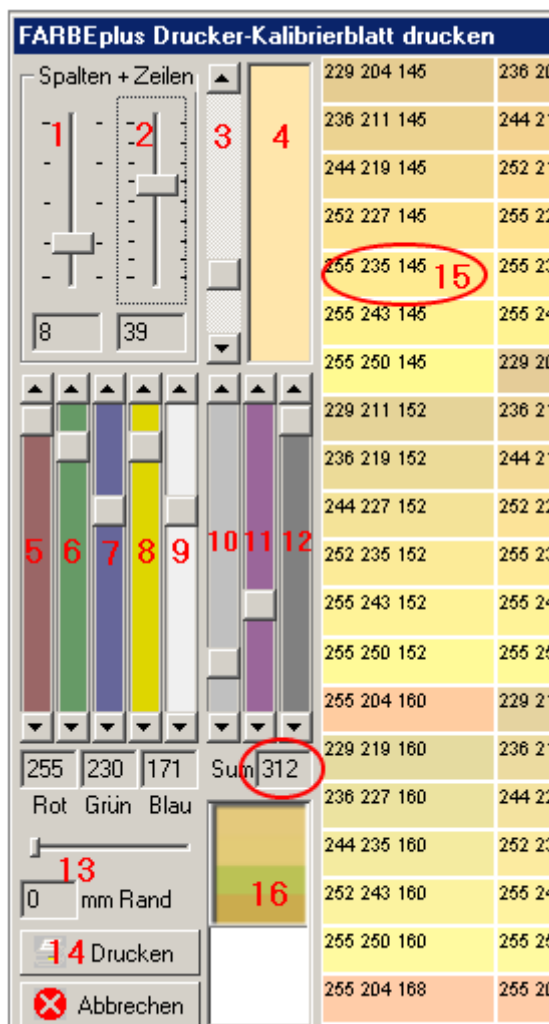 FARBEplus Drucker-Kalibrierblatt drucken
Spalten + Zeilen
1 2 3 4
8 39
5 6 7 8 9 10 11 12
255 230 171 Sum 312
Rot Grün Blau
13
0 mm Rand
16
14 Drucken
Abbrechen
229 204 145
236 211 145
244 219 145
252 227 145
255 235 145 15
255 243 145
255 250 145
229 211 152
236 219 152
244 227 152
252 235 152
255 243 152
255 250 152
255 204 160
229 219 160
236 227 160
244 235 160
252 243 160
255 250 160
255 204 168